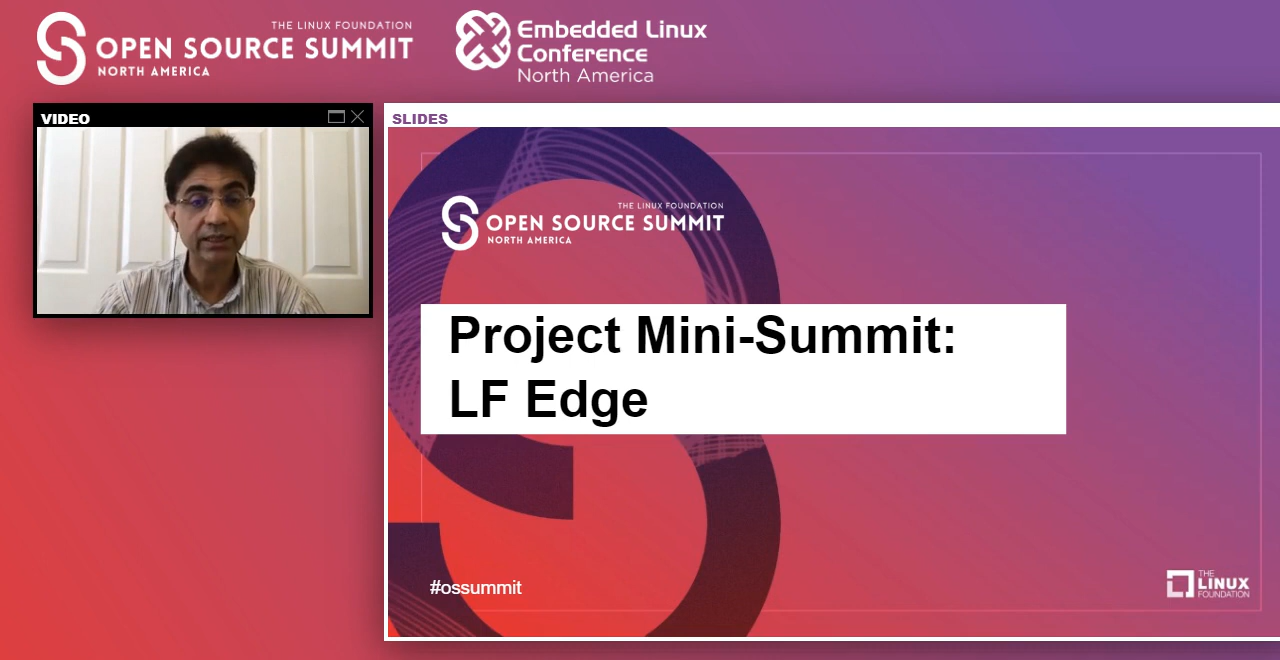 THE LINUX FOUNDATION
OPEN SOURCE SUMMIT
NORTH AMERICA
Embedded Linux
Conference
North America
VIDEO
SLIDES
THE LINUX FOUNDATION
OPEN SOURCE SUMMIT
NORTH AMERICA
Project Mini-Summit:
LF Edge
#ossummit
THE
LINUX
FOUNDATION